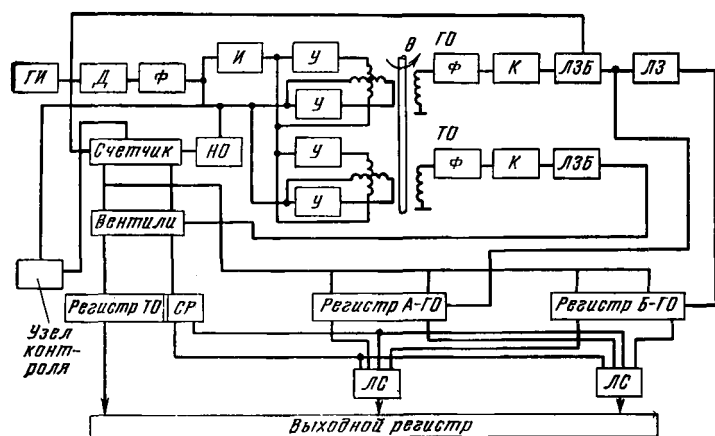 θ ГО
ГИ Д Ф И У Ф К ЛЗБ ЛЗ
У
Счетчик НО ТО
У Ф К ЛЗБ
У
Вентили
Регистр ТО СР Регистр А-ГО Регистр Б-ГО
Узел
конт-
роля
ЛС ЛС
Выходной регистр